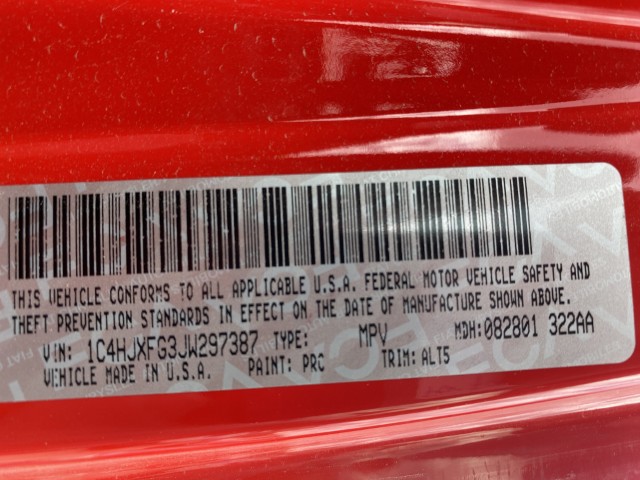 THIS VEHICLE CONFORMS TO ALL APPLICABLE U.S.A. FEDERAL MOTOR VEHICLE SAFETY AND
THEFT PREVENTION STANDARDS IN EFFECT ON THE DATE OF MANUFACTURE SHOWN ABOVE.
VIN: 1C4HJXFG3JW297387 TYPE: MPV MDH:082801 322AA
VEHICLE MADE IN U.S.A. PAINT: PRC TRIM: ALT5